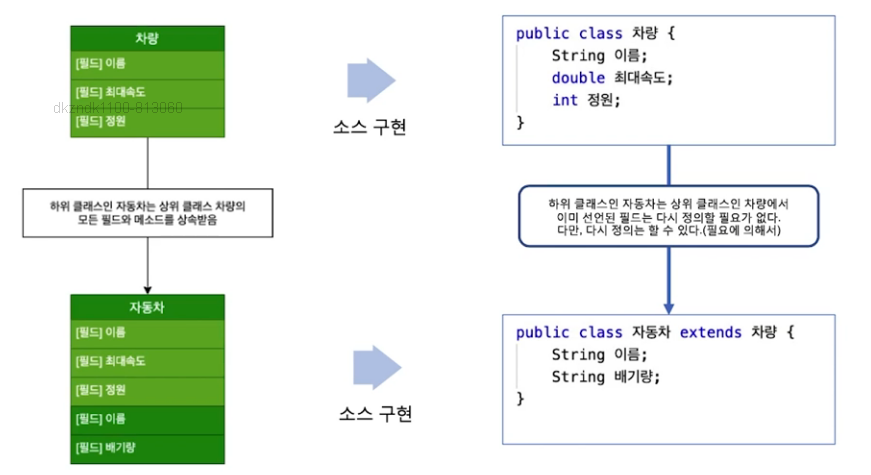 차량
[필드] 이름
[필드] 최대속도
[필드] 정원
dkzndk1100-813060
소스 구현
public class 차량 {
String 이름;
double 최대속도;
int 정원;
}
하위 클래스인 자동차는 상위 클래스 차량의
모든 필드와 메소드를 상속받음
하위 클래스인 자동차는 상위 클래스인 차량에서
이미 선언된 필드는 다시 정의할 필요가 없다.
다만, 다시 정의는 할 수 있다.(필요에 의해서)
자동차
[필드] 이름
[필드] 최대속도
[필드] 정원
[필드] 이름
[필드] 배기량
소스 구현
public class 자동차 extends 차량 {
String 이름;
String 배기량;
}